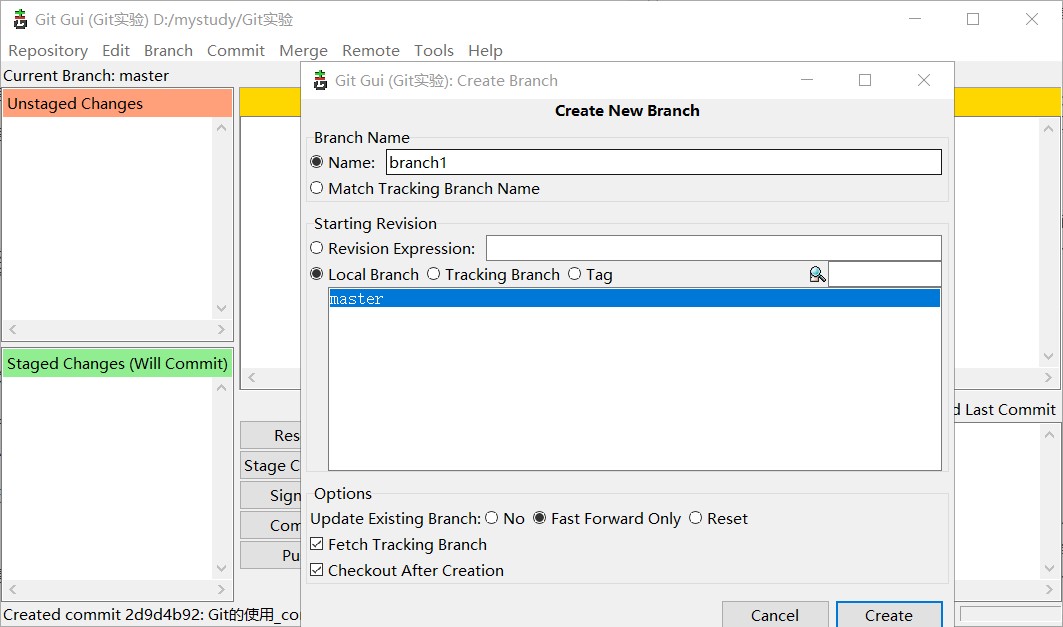 Git Gui (Git实验) D:/mystudy/Git实验
Repository Edit Branch Commit Merge Remote Tools Help
Current Branch: master
Unstaged Changes
Staged Changes (Will Commit)
Git Gui (Git实验): Create Branch
Create New Branch
Branch Name
Name: branch1
Match Tracking Branch Name
Starting Revision
Revision Expression:
Local Branch Tracking Branch Tag
master
Options
Update Existing Branch: No Fast Forward Only Reset
Fetch Tracking Branch
Checkout After Creation
Cancel Create
Last Commit
Res
Stage C
Sign
Com
Pu
Created commit 2d9d4b92: Git的使用_co